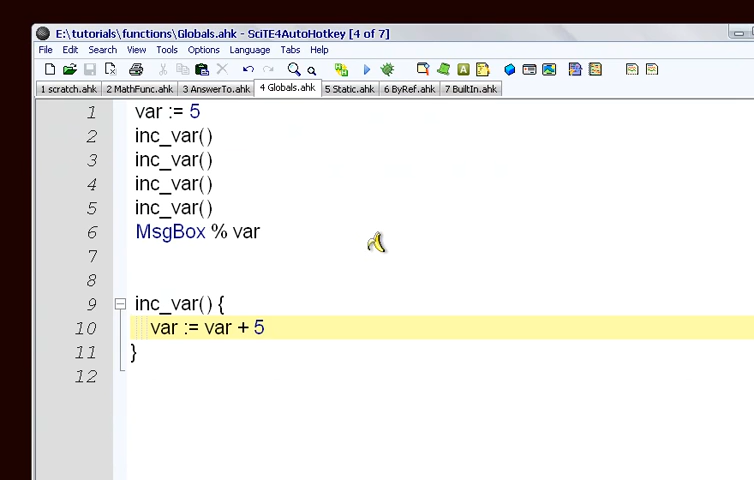 E:\tutorials\functions\Globals.ahk - SciTE4AutoHotkey [4 of 7]
File Edit Search View Tools Options Language Tabs Help
1 scratch.ahk 2 MathFunc.ahk 3 AnswerTo.ahk 4 Globals.ahk 5 Static.ahk 6 ByRef.ahk 7 BuiltIn.ahk
1 var := 5
2 inc_var()
3 inc_var()
4 inc_var()
5 inc_var()
6 MsgBox % var
7
8
9 inc_var() {
10 var := var + 5
11 }
12